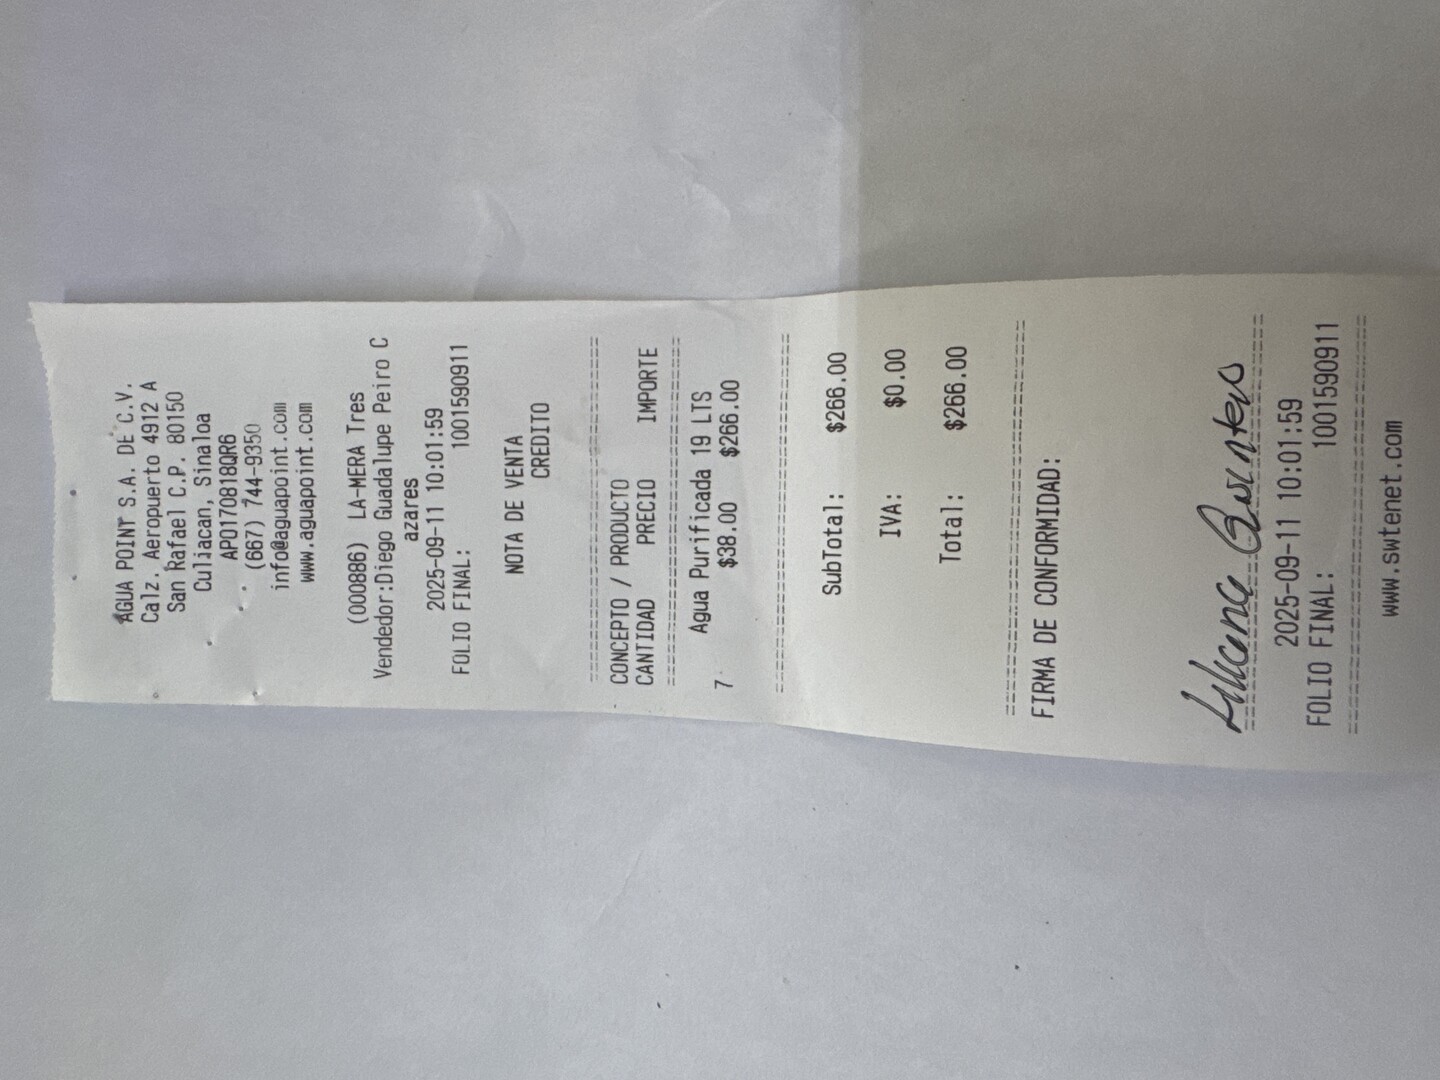 AGUA POINT S.A. DE C.V.
Calz. Aeropuerto 4912 A
San Rafael C.P. 80150
Culiacan, Sinaloa
APO170818QR6
(667) 744-9350
info@aguapoint.com
www.aguapoint.com
(000886) LA-MERA Tres
Vendedor:Diego Guadalupe Peiro C
azares
2025-09-11 10:01:59
FOLIO FINAL: 1001590911
NOTA DE VENTA
CREDITO
================================
CONCEPTO / PRODUCTO
CANTIDAD PRECIO IMPORTE
================================
Agua Purificada 19 LTS
7 $38.00 $266.00
================================
SubTotal: $266.00
IVA: $0.00
Total: $266.00
================================
FIRMA DE CONFORMIDAD:
================================
2025-09-11 10:01:59
FOLIO FINAL: 1001590911
================================
www.swtenet.com